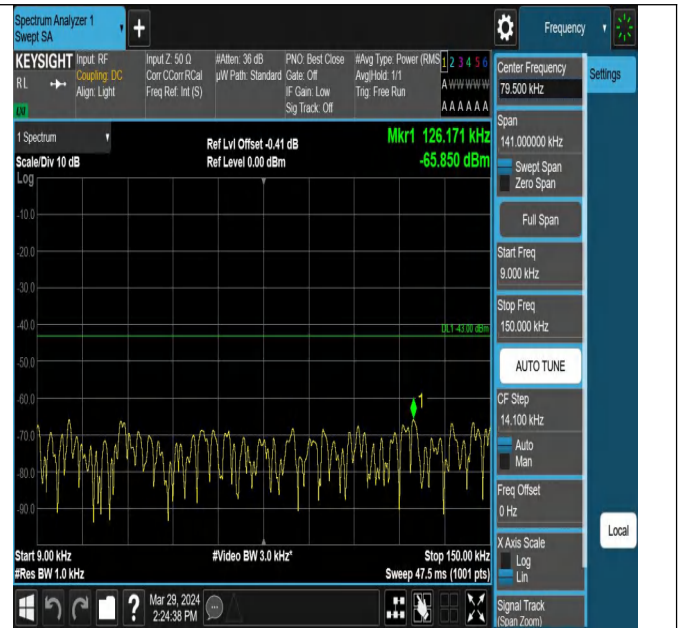 Spectrum Analyzer 1
Swept SA
+
Frequency
KEYSIGHT
RL
Input: RF
Coupling: DC
Align: Light
Input Z: 50 Ω
Corr CCorr RCal
Freq Ref: Int (S)
#Atten: 36 dB
µW Path: Standard
PNO: Best Close
Gate: Off
IF Gain: Low
Sig Track: Off
#Avg Type: Power (RMS
Avg|Hold: 1/1
Trig: Free Run
1 2 3 4 5 6
A W W W W W
A A A A A A
1 Spectrum
Scale/Div 10 dB
Log
Ref Lvl Offset -0.41 dB
Ref Level 0.00 dBm
Mkr1 126.171 kHz
-65.850 dBm
-10.0
-20.0
-30.0
-40.0
-50.0
-60.0
-70.0
-80.0
-90.0
DL1 -43.00 dBm
1
Start 9.00 kHz
#Res BW 1.0 kHz
#Video BW 3.0 kHz*
Stop 150.00 kHz
Sweep 47.5 ms (1001 pts)
?
Mar 29, 2024
2:24:38 PM
Center Frequency
79.500 kHz
Settings
Span
141.000000 kHz
Swept Span
Zero Span
Full Span
Start Freq
9.000 kHz
Stop Freq
150.000 kHz
AUTO TUNE
CF Step
14.100 kHz
Auto
Man
Freq Offset
0 Hz
X Axis Scale
Log
Lin
Local
Signal Track
(Span Zoom)